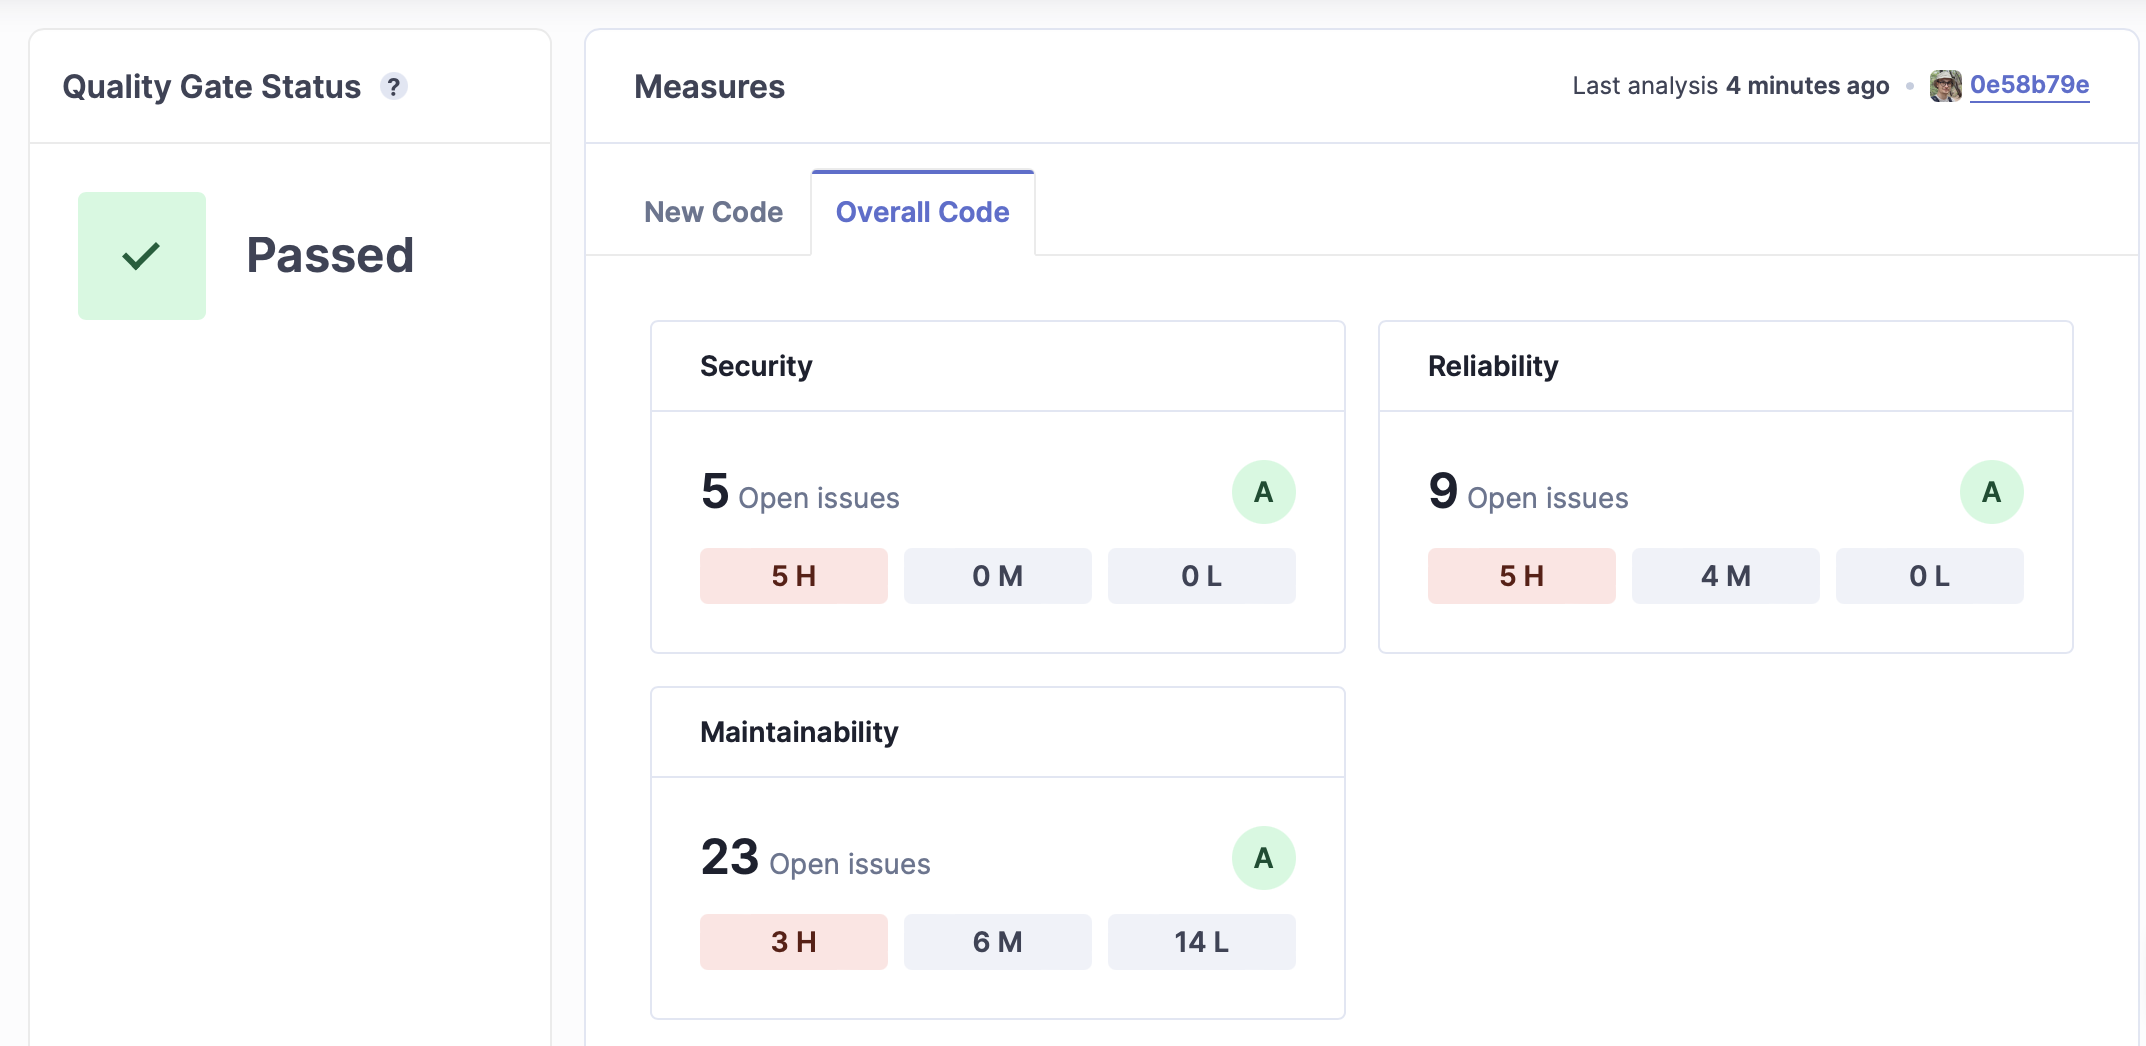 Quality Gate Status ?
Passed
Measures
Last analysis 4 minutes ago • 0e58b79e
New Code
Overall Code
Security
5 Open issues
A
5 H
0 M
0 L
Reliability
9 Open issues
A
5 H
4 M
0 L
Maintainability
23 Open issues
A
3 H
6 M
14 L